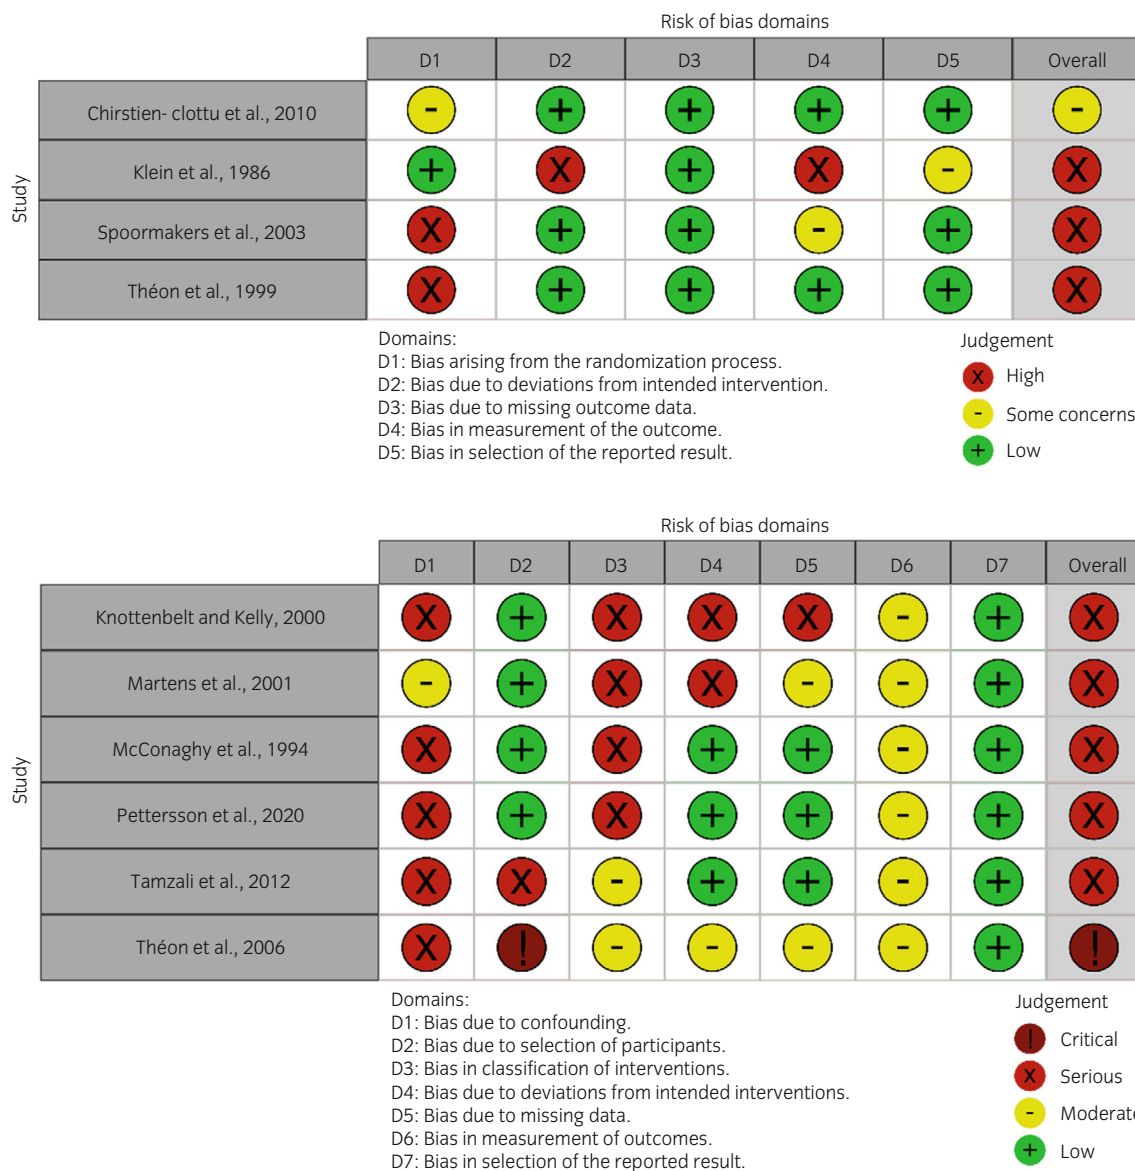 Risk of bias domains
D1 D2 D3 D4 D5 Overall
Study
Chirstien- clottu et al., 2010 - + + + + -
Klein et al., 1986 + X + X - X
Spoormakers et al., 2003 X + + - + X
Théon et al., 1999 X + + + + X
Domains:
D1: Bias arising from the randomization process.
D2: Bias due to deviations from intended intervention.
D3: Bias due to missing outcome data.
D4: Bias in measurement of the outcome.
D5: Bias in selection of the reported result.
Judgement
X High
- Some concerns
+ Low
Risk of bias domains
D1 D2 D3 D4 D5 D6 D7 Overall
Study
Knottenbelt and Kelly, 2000 X + X X X - + X
Martens et al., 2001 - + X X - - + X
McConaghy et al., 1994 X + X + + - + X
Pettersson et al., 2020 X + X + + - + X
Tamzali et al., 2012 X X - + + - + X
Théon et al., 2006 X ! - - - - + !
Domains:
D1: Bias due to confounding.
D2: Bias due to selection of participants.
D3: Bias in classification of interventions.
D4: Bias due to deviations from intended interventions.
D5: Bias due to missing data.
D6: Bias in measurement of outcomes.
D7: Bias in selection of the reported result.
Judgement
! Critical
X Serious
- Moderate
+ Low